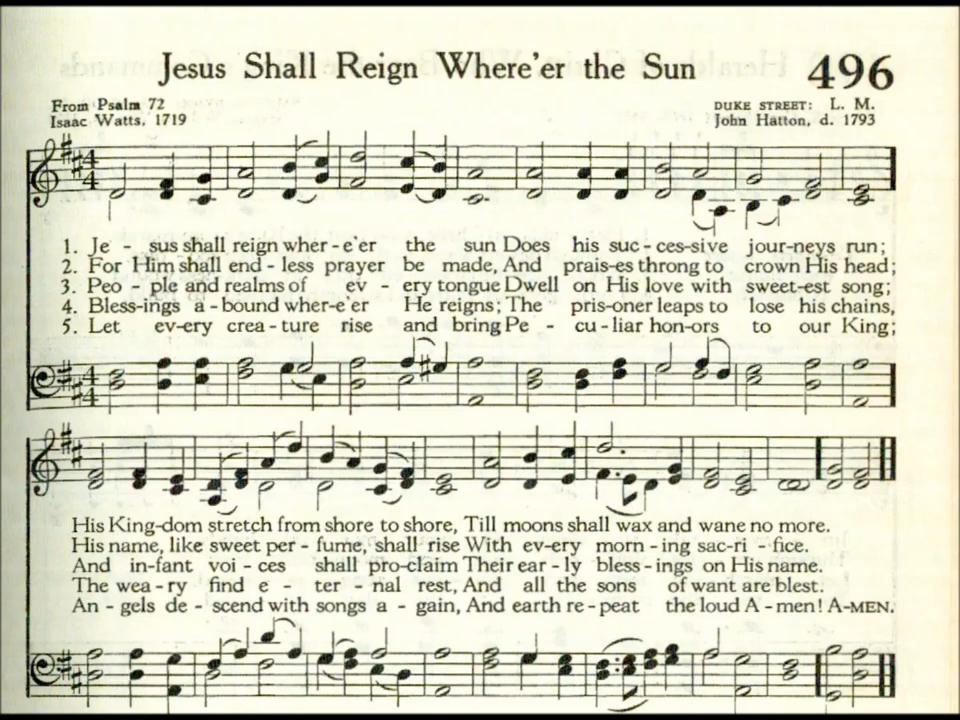 Jesus Shall Reign Where'er the Sun 496
From Psalm 72 DUKE STREET: L. M.
Isaac Watts, 1719 John Hatton, c. 1793
1. Je - sus shall reign wher-e'er the sun Does his suc-ces-sive jour-neys run;
2. For Him shall end-less prayer be made, And prais-es throng to crown His head;
3. Peo - ple and realms of ev - ery tongue Dwell on His love with sweet-est song;
4. Bless-ings a-bound wher-e'er He reigns; The pris-oner leaps to lose his chains,
5. Let ev-ery crea-ture rise and bring Pe - cu-liar hon-ors to our King;
His King-dom stretch from shore to shore, Till moons shall wax and wane no more.
His name, like sweet per - fume, shall rise With ev-ery morn - ing sac-ri - fice.
And in-fant voi - ces shall pro-claim Their ear - ly bless-ings on His name.
The wea-ry find e - ter - nal rest, And all the sons of want are blest.
An - gels de - scend with songs a - gain, And earth re-peat the loud A - men! A-MEN.